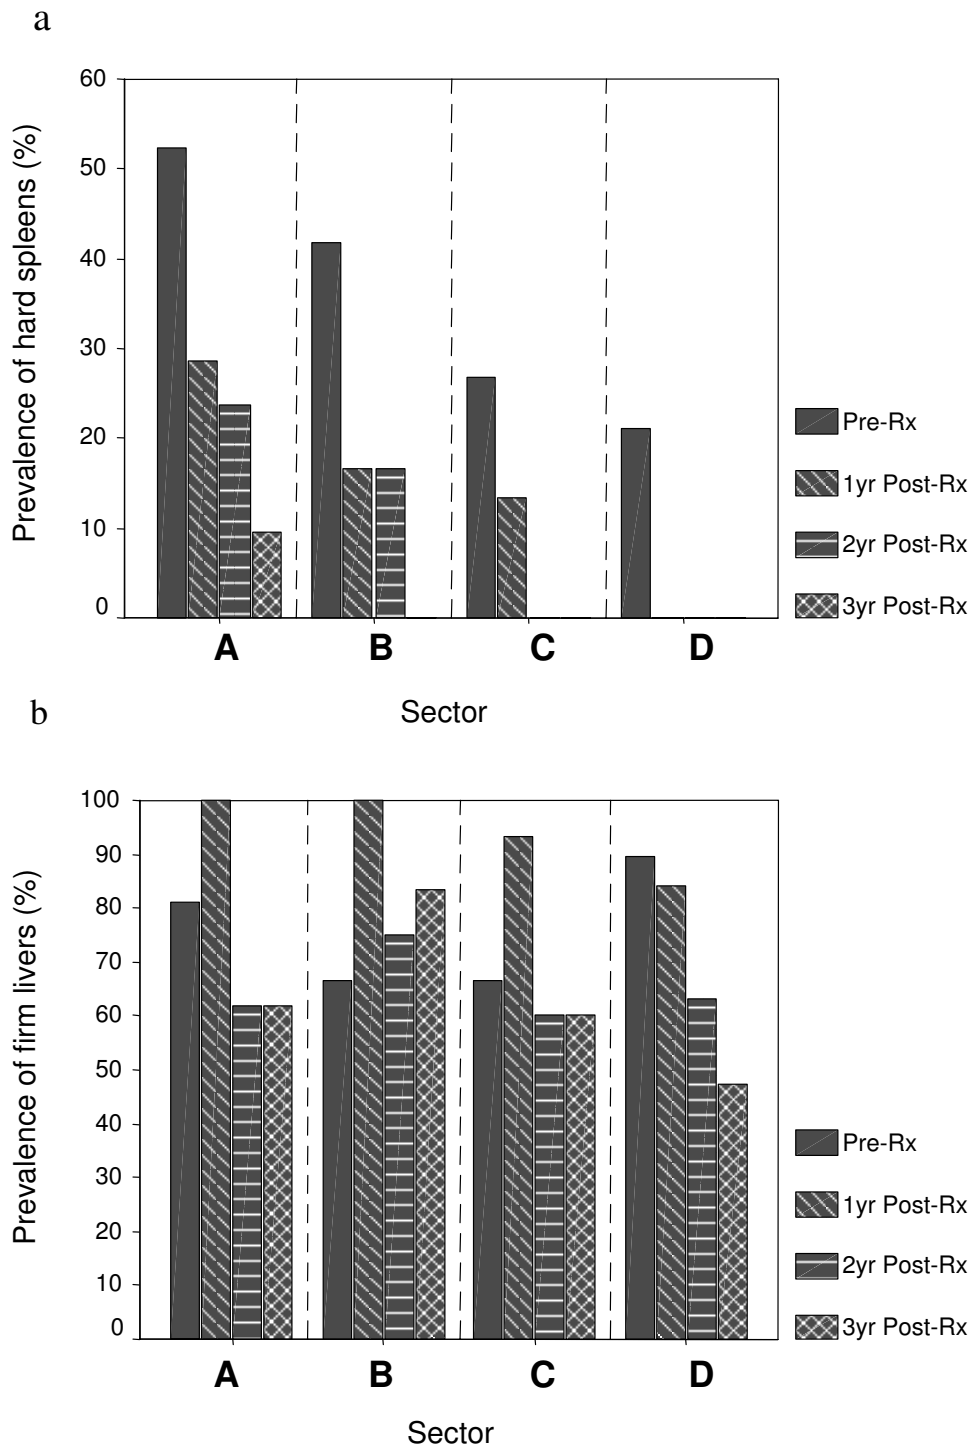 a
Prevalence of hard spleens (%)
60
50
40
30
20
10
0
A B C D
Sector
Pre-Rx
1yr Post-Rx
2yr Post-Rx
3yr Post-Rx
b
Prevalence of firm livers (%)
100
90
80
70
60
50
40
30
20
10
0
A B C D
Sector
Pre-Rx
1yr Post-Rx
2yr Post-Rx
3yr Post-Rx